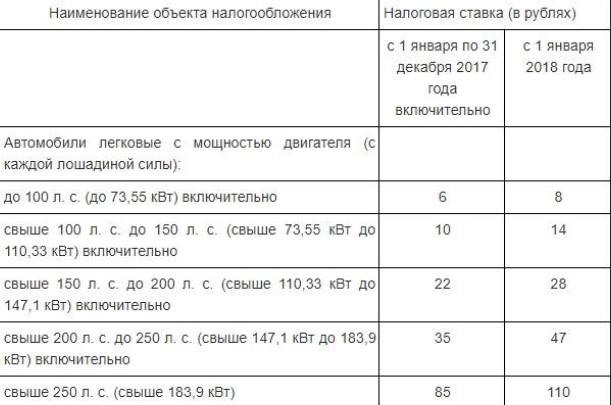 Наименование объекта налогообложения
Налоговая ставка (в рублях)
с 1 января по 31
декабря 2017
года
включительно
с 1 января
2018 года
Автомобили легковые с мощностью двигателя (с
каждой лошадиной силы):
до 100 л. с. (до 73,55 кВт) включительно
6
8
свыше 100 л. с. до 150 л. с. (свыше 73,55 кВт до
110,33 кВт) включительно
10
14
свыше 150 л. с. до 200 л. с. (свыше 110,33 кВт до
147,1 кВт) включительно
22
28
свыше 200 л. с. до 250 л. с. (свыше 147,1 кВт до 183,9
кВт) включительно
35
47
свыше 250 л. с. (свыше 183,9 кВт)
85
110